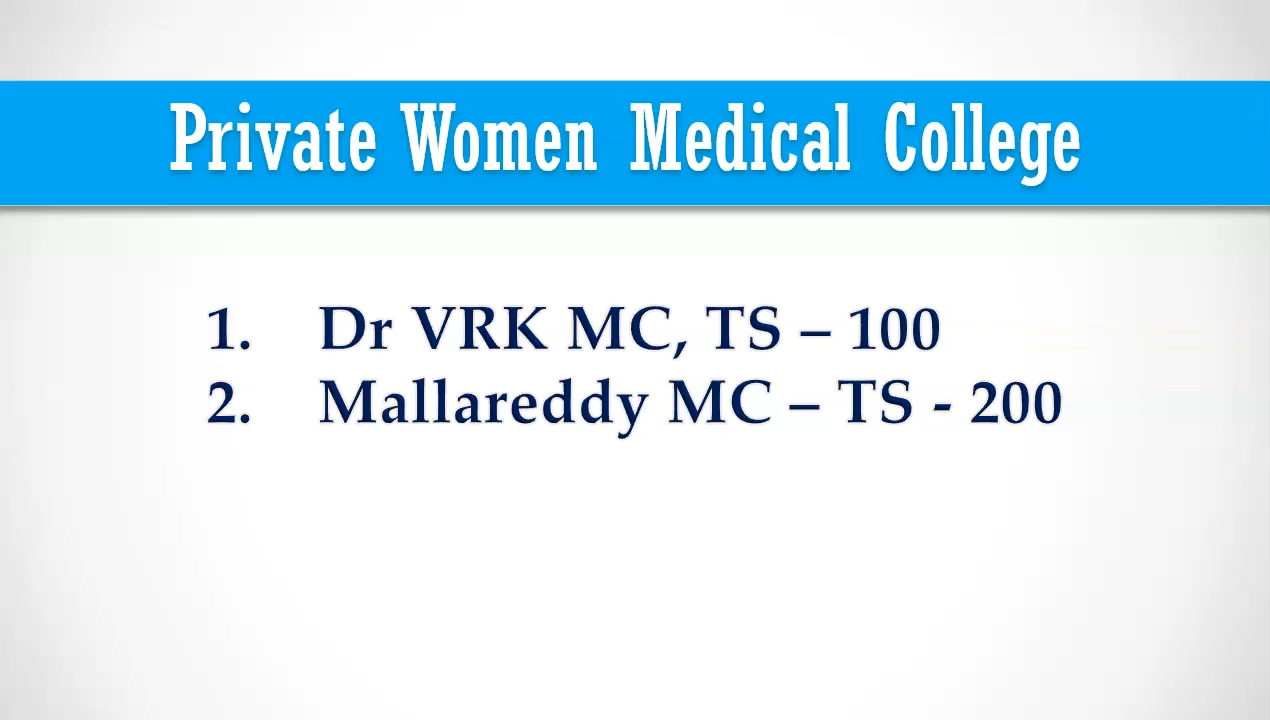 Private Women Medical College
1. Dr VRK MC, TS – 100
2. Mallareddy MC – TS - 200